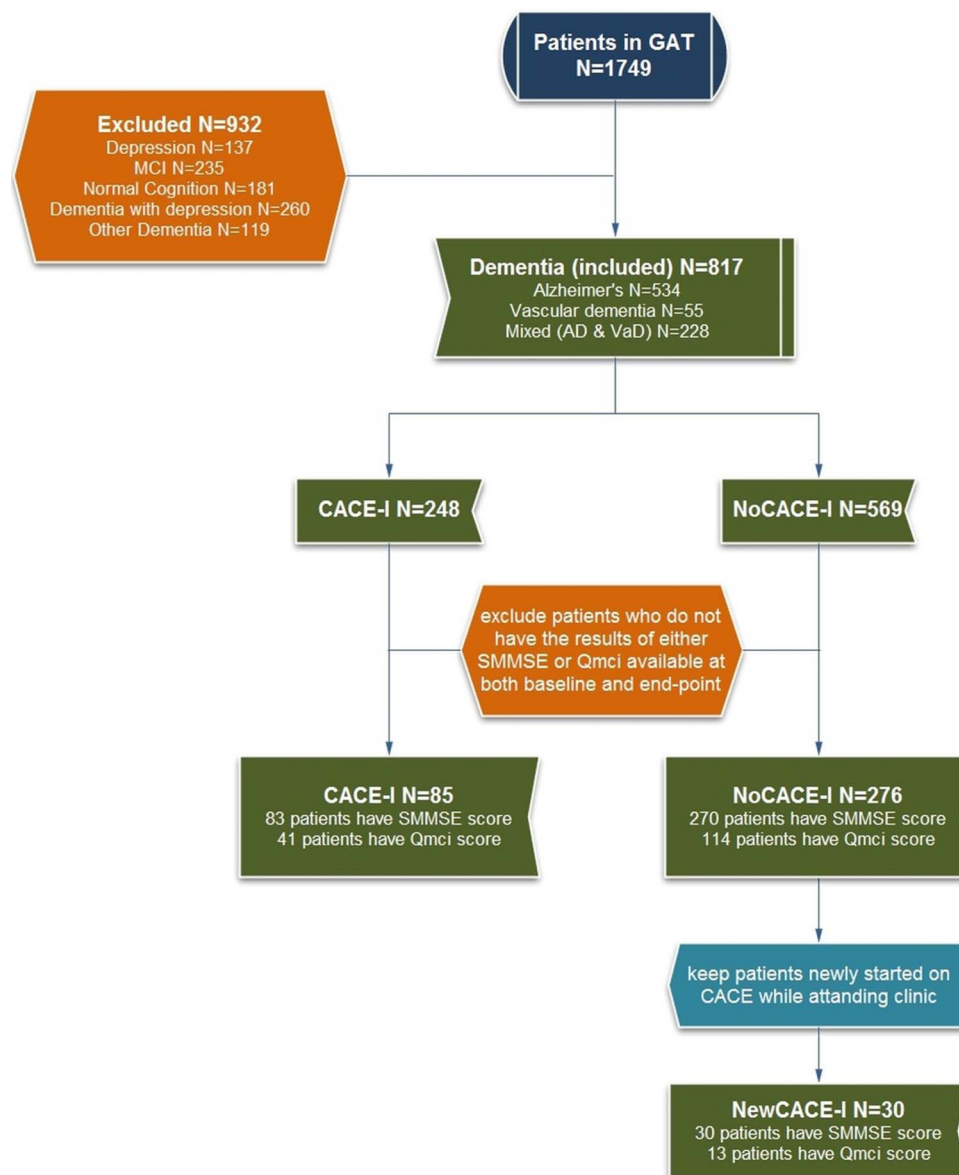 Patients in GAT
N=1749
Excluded N=932
Depression N=137
MCI N=235
Normal Cognition N=181
Dementia with depression N=260
Other Dementia N=119
Dementia (included) N=817
Alzheimer's N=534
Vascular dementia N=55
Mixed (AD & VaD) N=228
CACE-I N=248
NoCACE-I N=569
exclude patients who do not
have the results of either
SMMSE or Qmci available at
both baseline and end-point
CACE-I N=85
83 patients have SMMSE score
41 patients have Qmci score
NoCACE-I N=276
270 patients have SMMSE score
114 patients have Qmci score
keep patients newly started on
CACE while attanding clinic
NewCACE-I N=30
30 patients have SMMSE score
13 patients have Qmci score